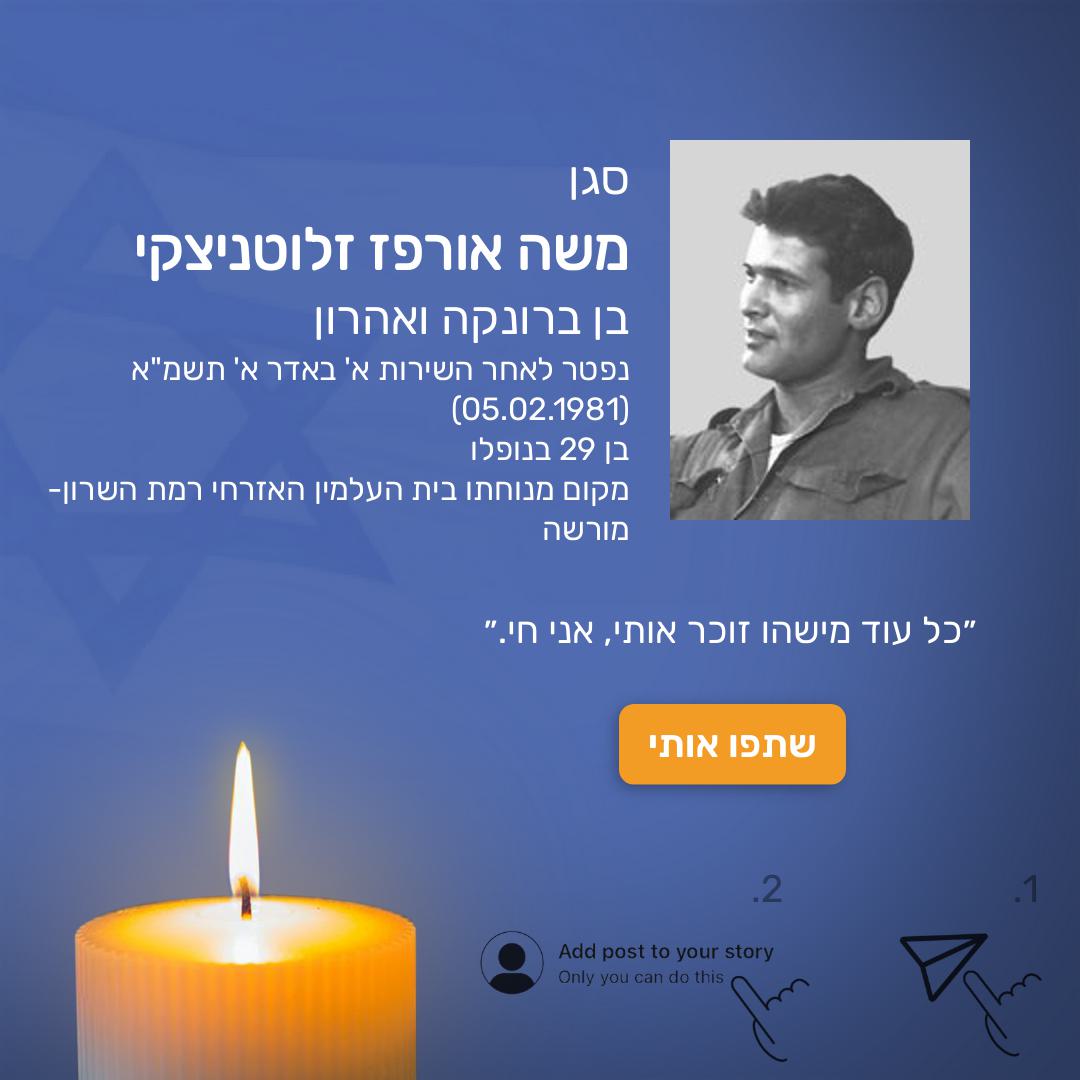 סגן
משה אורפז זלוטניצקי
בן ברונקה ואהרון
נפטר לאחר השירות א' באדר א' תשמ"א
(05.02.1981)
בן 29 בנופלו
מקום מנוחתו בית העלמין האזרחי רמת השרון-
מורשה
״כל עוד מישהו זוכר אותי, אני חי.״
שתפו אותי
1.
2.
Add post to your story
Only you can do this